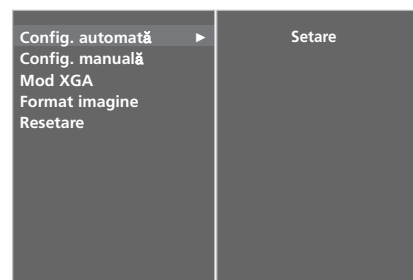 Config. automată ► Setare
Config. manuală
Mod XGA
Format imagine
Resetare